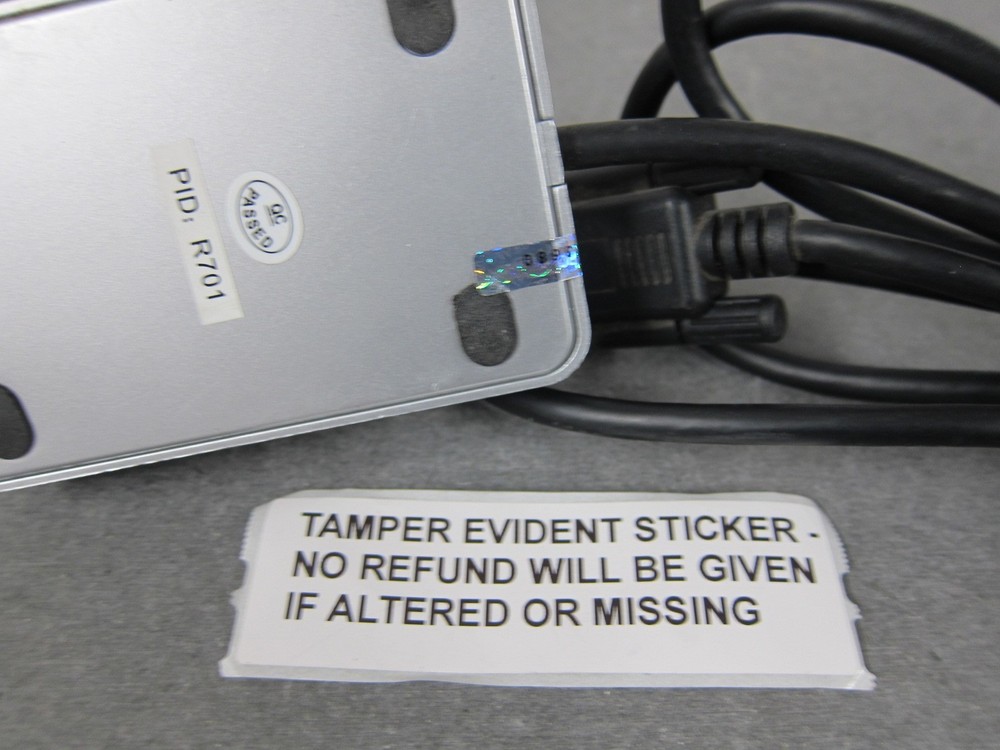 PID: R701
QC
PASSED
TAMPER EVIDENT STICKER -
NO REFUND WILL BE GIVEN
IF ALTERED OR MISSING